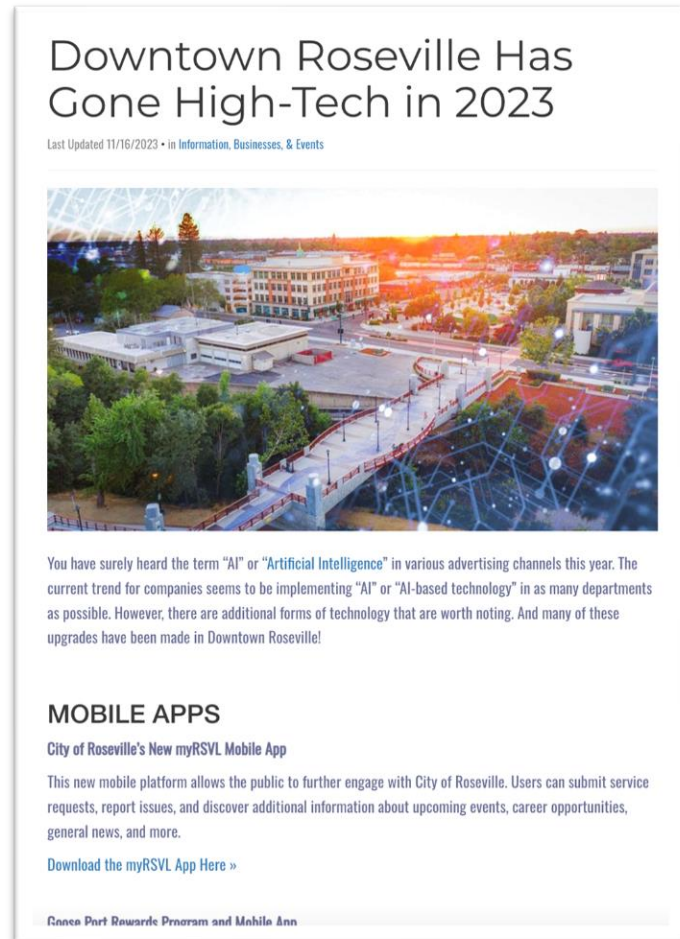 Downtown Roseville Has
Gone High-Tech in 2023
Last Updated 11/16/2023 • in Information, Businesses, & Events
You have surely heard the term “AI” or “Artificial Intelligence” in various advertising channels this year. The
current trend for companies seems to be implementing “AI” or “AI-based technology” in as many departments
as possible. However, there are additional forms of technology that are worth noting. And many of these
upgrades have been made in Downtown Roseville!
MOBILE APPS
City of Roseville’s New myRSVL Mobile App
This new mobile platform allows the public to further engage with City of Roseville. Users can submit service
requests, report issues, and discover additional information about upcoming events, career opportunities,
general news, and more.
Download the myRSVL App Here »
Goose Port Rewards Program and Mobile App